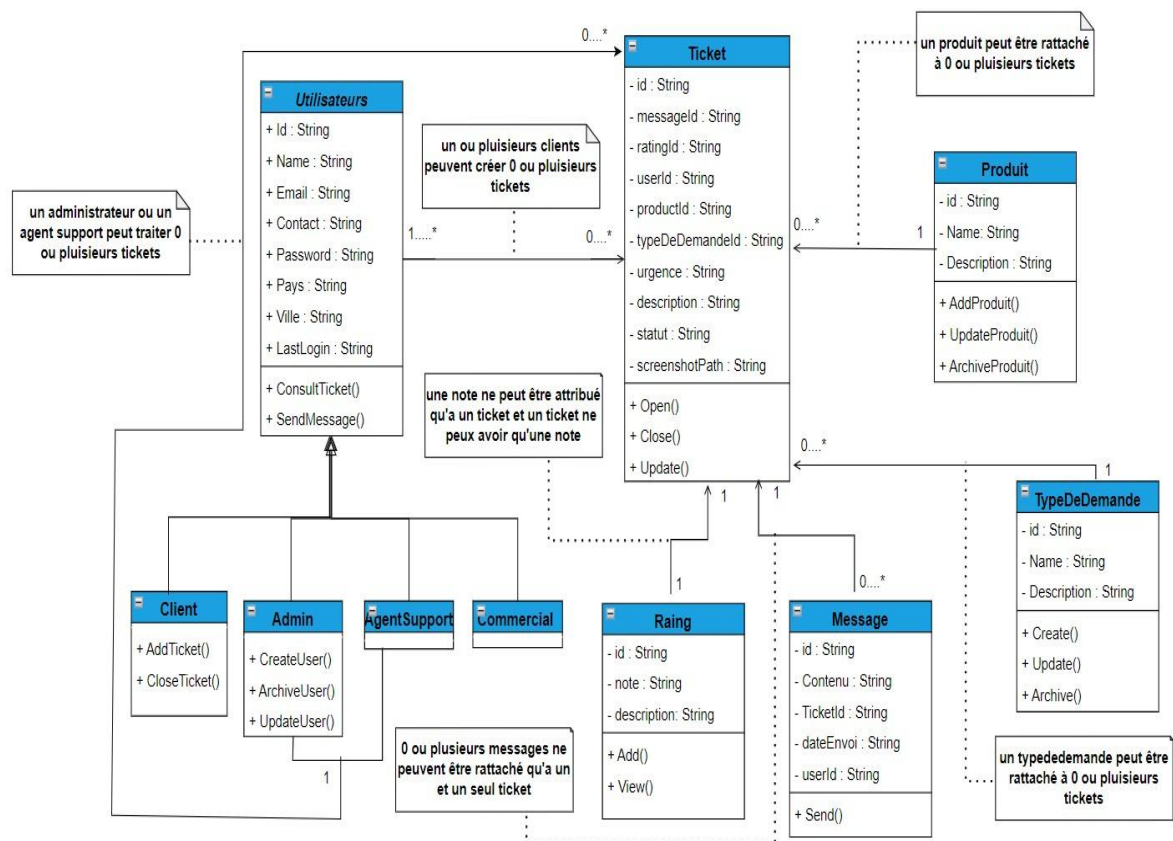 0....*
Ticket
- id : String
- messageId : String
- ratingId : String
- userId : String
- productId : String
- typeDeDemandeId : String
- urgence : String
- description : String
- statut : String
- screenshotPath : String
+ Open()
+ Close()
+ Update()
un produit peut être rattaché
à 0 ou pluisieurs tickets
Utilisateurs
+ Id : String
+ Name : String
+ Email : String
+ Contact : String
+ Password : String
+ Pays : String
+ Ville : String
+ LastLogin : String
+ ConsultTicket()
+ SendMessage()
un ou pluisieurs clients
peuvent créer 0 ou pluisieurs
tickets
un administrateur ou un
agent support peut traiter 0
ou pluisieurs tickets
1.....*
0....*
0....*
1
Produit
- id : String
- Name: String
- Description : String
+ AddProduit()
+ UpdateProduit()
+ ArchiveProduit()
une note ne peut être attribué
qu'a un ticket et un ticket ne
peux avoir qu'une note
0....*
1
TypeDeDemande
- id : String
- Name : String
- Description : String
+ Create()
+ Update()
+ Archive()
1
1
1
0....*
Client
+ AddTicket()
+ CloseTicket()
Admin
+ CreateUser()
+ ArchiveUser()
+ UpdateUser()
AgentSupport
Commercial
1
Raing
- id : String
- note : String
- description: String
+ Add()
+ View()
Message
- id : String
- Contenu : String
- TicketId : String
- dateEnvoi : String
- userId : String
+ Send()
0 ou plusieurs messages ne
peuvent être rattaché qu'a un
et un seul ticket
un typededemande peut être
rattaché à 0 ou pluisieurs
tickets